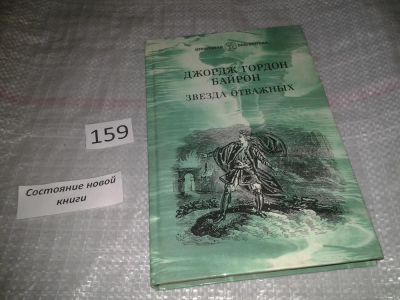 ДЖОРДЖ ГОРДОН
БАЙРОН
ЗВЕЗДА ОТВАЖНЫХ
159
Состояние новой
книги